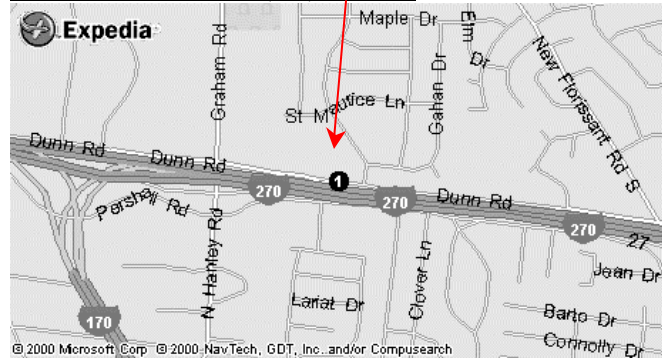 Expedia
Maple Dr
Elm Dr
New Florissant Rd S
Graham Rd
St Maurice Ln
Gahan Dr
Dunn Rd
Dunn Rd
270
1
270
Dunn Rd
270
27
Pershall Rd
N Hanley Rd
Clover Ln
Jean Dr
Lariat Dr
Barto Dr
170
Connolly Dr
© 2000 Microsoft Corp © 2000 NavTech, GDT, Inc. and/or Compusearch